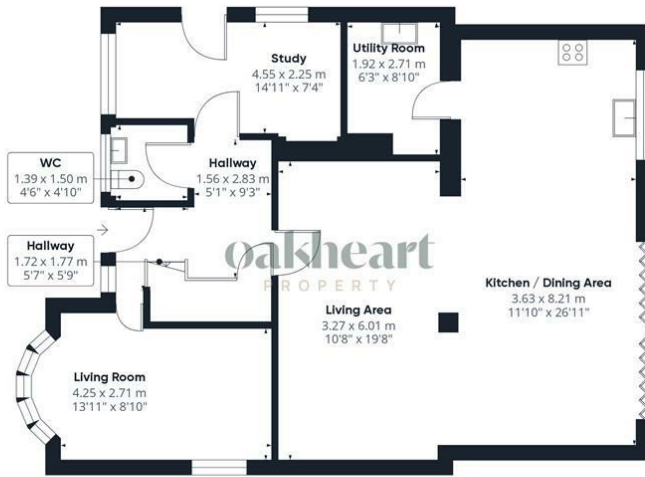 Study
4.55 x 2.25 m
14'11" x 7'4"
Utility Room
1.92 x 2.71 m
6'3" x 8'10"
WC
1.39 x 1.50 m
4'6" x 4'10"
Hallway
1.56 x 2.83 m
5'1" x 9'3"
Hallway
1.72 x 1.77 m
5'7" x 5'9"
oakheart
PROPERTY
Living Area
3.27 x 6.01 m
10'8" x 19'8"
Kitchen / Dining Area
3.63 x 8.21 m
11'10" x 26'11"
Living Room
4.25 x 2.71 m
13'11" x 8'10"